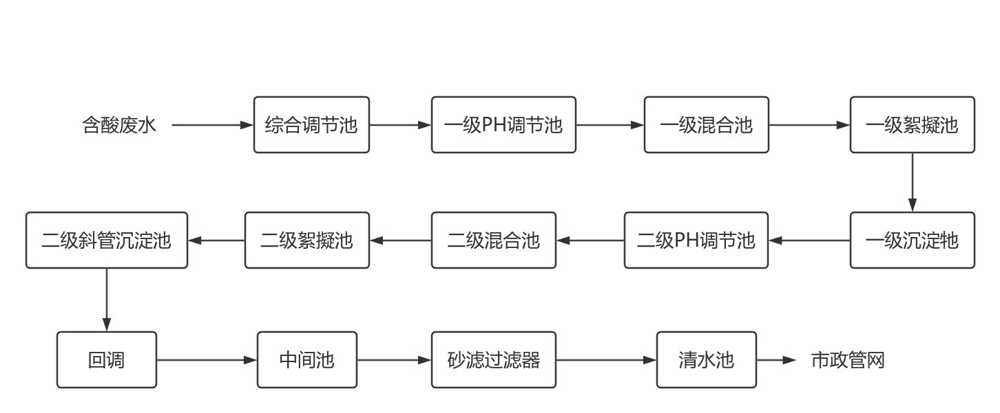 含酸废水
综合调节池
一级PH调节池
一级混合池
一级絮擬池
一级沉淀牠
二级PH调节池
二级混合池
二级絮擬池
二级斜管沉淀池
回调
中间池
砂滤过滤器
清水池
市政管网